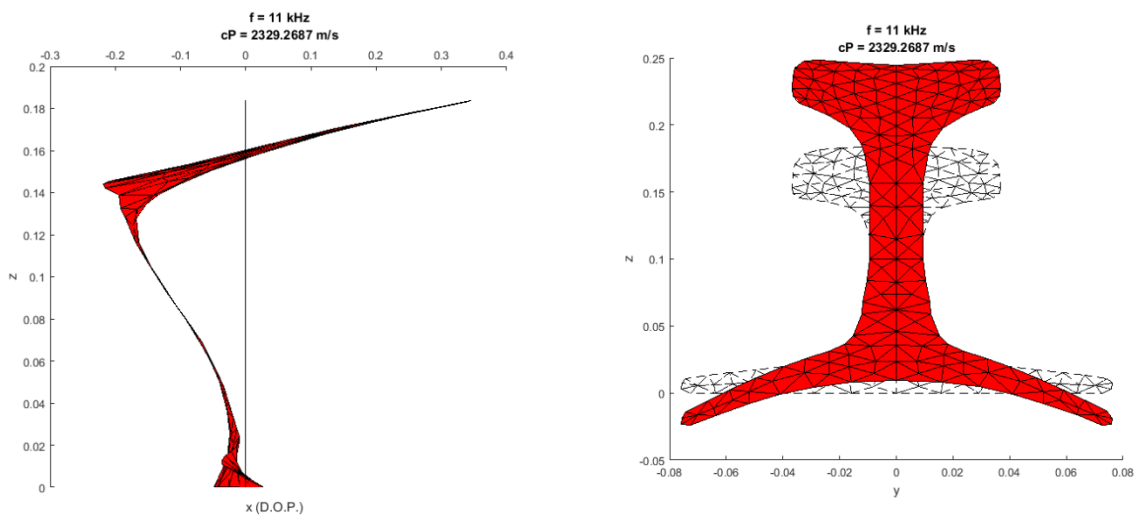 f = 11 kHz
cP = 2329.2687 m/s
-0.3 -0.2 -0.1 0 0.1 0.2 0.3 0.4
0.2
0.18
0.16
0.14
0.12
0.1
0.08
0.06
0.04
0.02
0
z
x (D.O.P.)
f = 11 kHz
cP = 2329.2687 m/s
0.25
0.2
0.15
0.1
0.05
0
-0.05
z
-0.08 -0.06 -0.04 -0.02 0 0.02 0.04 0.06 0.08
y